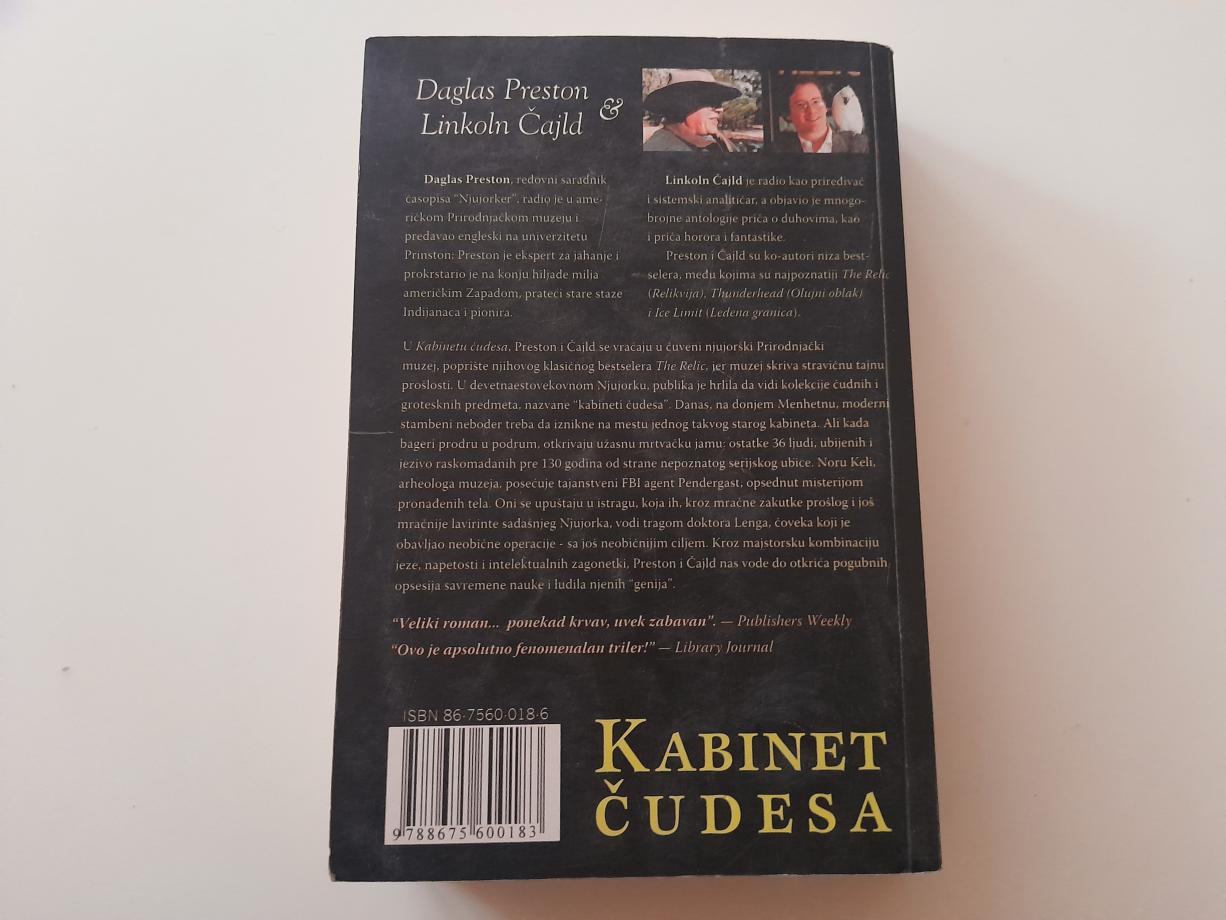 Daglas Preston
&
Linkoln Čajld
Daglas Preston, redovni saradnik
časopisa "Njujorker", radio je u ame-
ričkom Prirodnjačkom muzeju i
predavao engleski na univerzitetu
Prinston; Preston je ekspert za jahanje i
prokrstario je na konju hiljade milja
američkim Zapadom, prateći stare staze
Indijanaca i pionira.
Linkoln Čajld je radio kao priređivač
i sistemski analitičar, a objavio je mnogo-
brojne antologije priča o duhovima, kao
i priča horora i fantastike.
Preston i Čajld su ko-autori niza best-
selera, među kojima su najpoznatiji The Relic
(Relikvija), Thunderhead (Olujni oblak)
i Ice Limit (Ledena granica).
U Kabinetu čudesa, Preston i Čajld se vraćaju u čuveni njujorški Prirodnjački
muzej, poprište njihovog klasičnog bestselera The Relic, jer muzej skriva stravičnu tajnu
prošlosti. U devetnaestovekovnom Njujorku, publika je hrlila da vidi kolekcije čudnih i
grotesknih predmeta, nazvane "kabineti čudesa". Danas, na donjem Menhetnu, moderni
stambeni neboder treba da iznikne na mestu jednog takvog starog kabineta. Ali kada
bageri prodru u podrum, otkrivaju užasnu mrtvačku jamu: ostatke 36 ljudi, ubijenih i
jezivo raskomadanih pre 130 godina od strane nepoznatog serijskog ubice. Noru Keli,
arheologa muzeja, posećuje tajanstveni FBI agent Pendergast, opsednut misterijom
pronađenih tela. Oni se upuštaju u istragu, koja ih, kroz mračne zakutke prošlog i još
mračnije lavirinte sadašnjeg Njujorka, vodi tragom doktora Lenga, čoveka koji je
obavljao neobične operacije - sa još neobičnijim ciljem. Kroz majstorsku kombinaciju
jeze, napetosti i intelektualnih zagonetki, Preston i Čajld nas vode do otkrića pogubnih
opsesija savremene nauke i ludila njenih "genija".
"Veliki roman... ponekad krvav, uvek zabavan". — Publishers Weekly
"Ovo je apsolutno fenomenalan triler!" — Library Journal
ISBN 86-7560-018-6
9 788675 600183
KABINET
ČUDESA